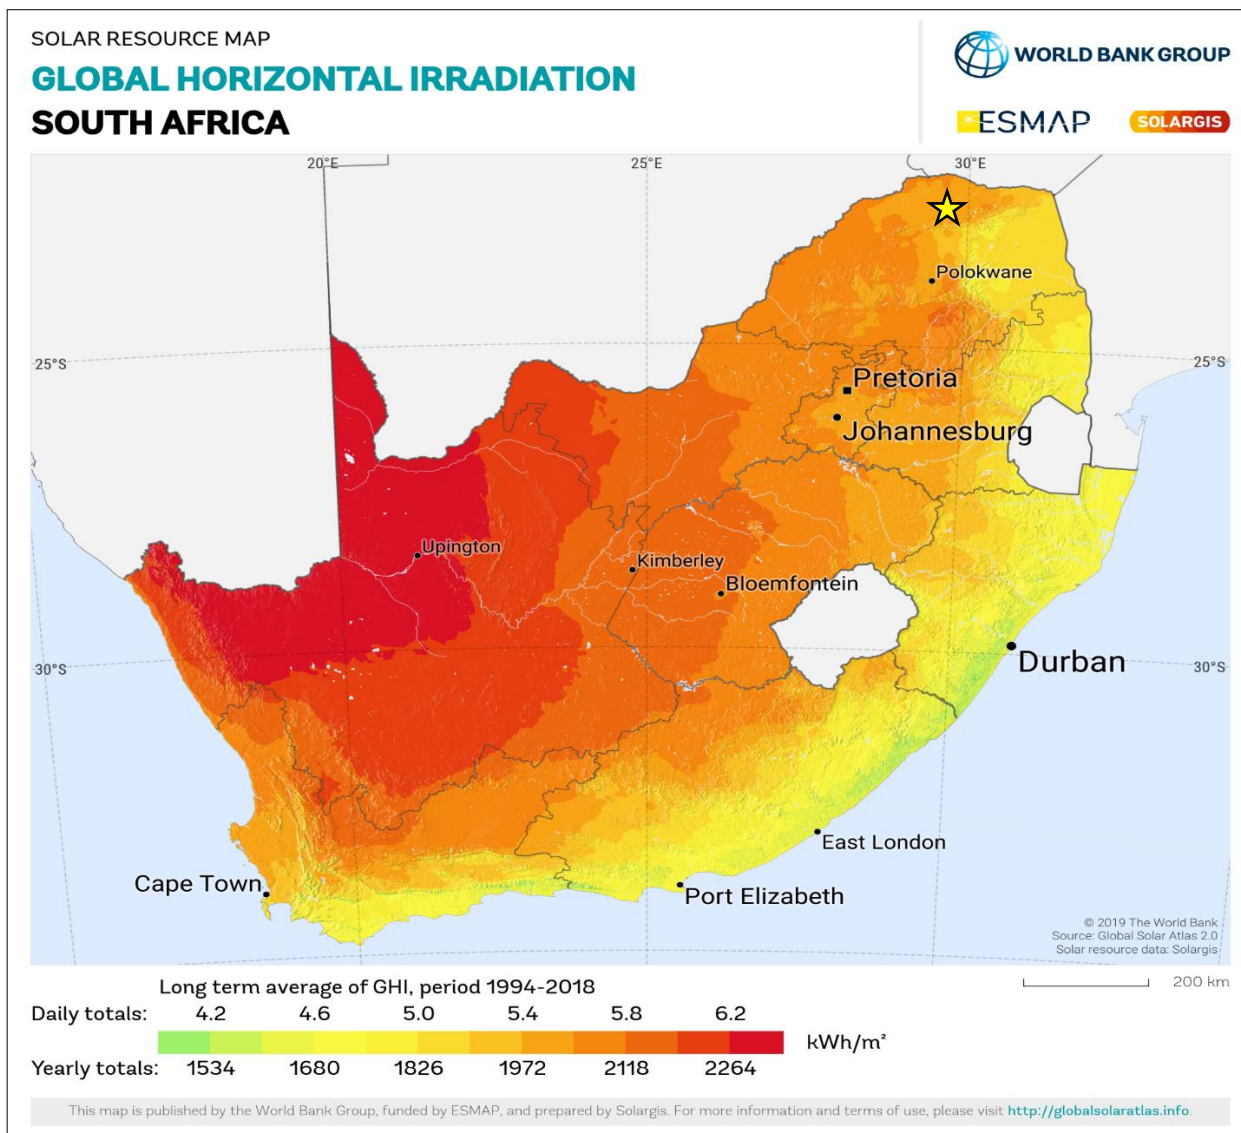 SOLAR RESOURCE MAP
GLOBAL HORIZONTAL IRRADIATION
SOUTH AFRICA
WORLD BANK GROUP
ESMAP
SOLARGIS
20°E
25°E
30°E
Polokwane
25°S
25°S
Pretoria
Johannesburg
Upington
Kimberley
Bloemfontein
Durban
30°S
30°S
East London
Cape Town
Port Elizabeth
© 2019 The World Bank
Source: Global Solar Atlas 2.0
Solar resource data: Solargis
200 km
Long term average of GHI, period 1994-2018
Daily totals: 4.2 4.6 5.0 5.4 5.8 6.2
kWh/m²
Yearly totals: 1534 1680 1826 1972 2118 2264
This map is published by the World Bank Group, funded by ESMAP, and prepared by Solargis. For more information and terms of use, please visit http://globalsolaratlas.info.